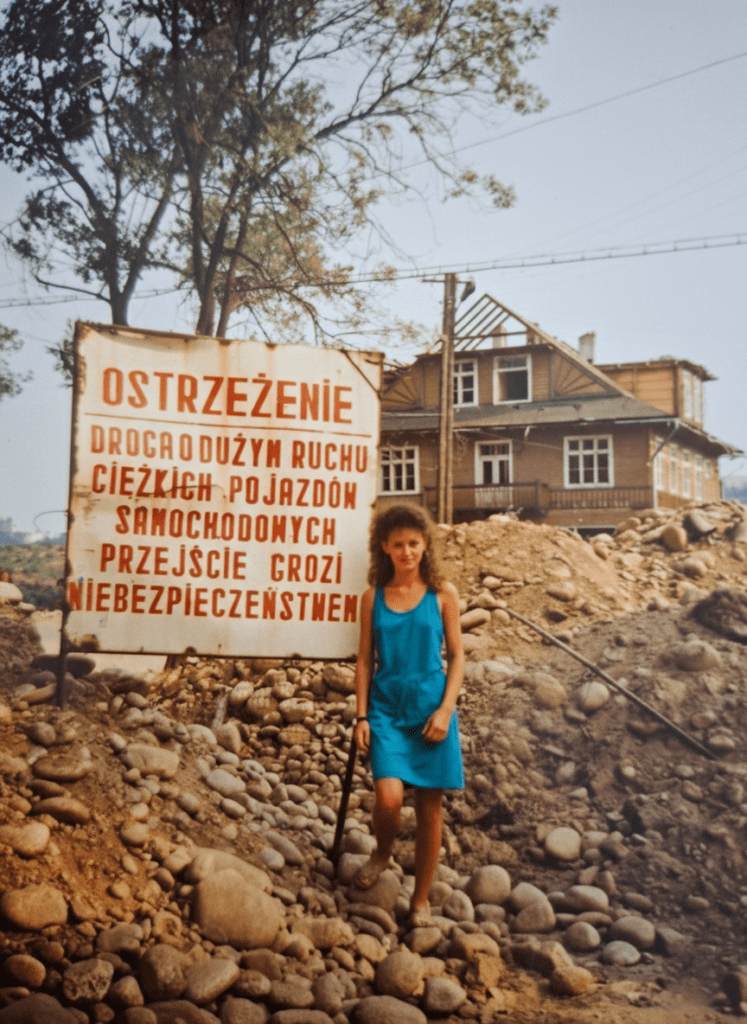 OSTRZEŻENIE
DROGA O DUŻYM RUCHU
CIĘŻKICH POJAZDÓW
SAMOCHODOWYCH
PRZEJŚCIE GROZI
NIEBEZPIECZEŃSTWEM